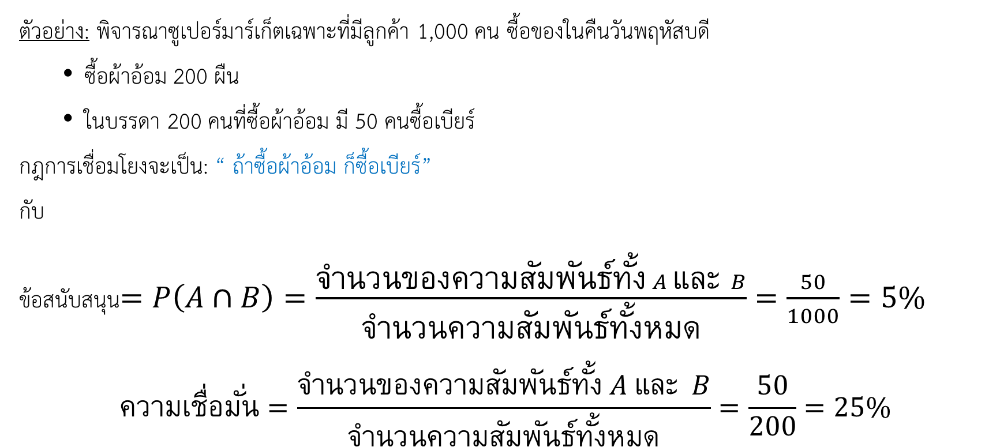 ตัวอย่าง: พิจารณาซูเปอร์มาร์เก็ตเฉพาะที่มีลูกค้า 1,000 คน ซื้อของในคืนวันพฤหัสบดี
• ซื้อผ้าอ้อม 200 ผืน
• ในบรรดา 200 คนที่ซื้อผ้าอ้อม มี 50 คนซื้อเบียร์
กฎการเชื่อมโยงจะเป็น: “ ถ้าซื้อผ้าอ้อม ก็ซื้อเบียร์”
กับ
ข้อสนับสนุน= P(A ∩ B) = จำนวนของความสัมพันธ์ทั้ง A และ B / จำนวนความสัมพันธ์ทั้งหมด = 50/1000 = 5%
ความเชื่อมั่น = จำนวนของความสัมพันธ์ทั้ง A และ B / จำนวนความสัมพันธ์ทั้งหมด = 50/200 = 25%